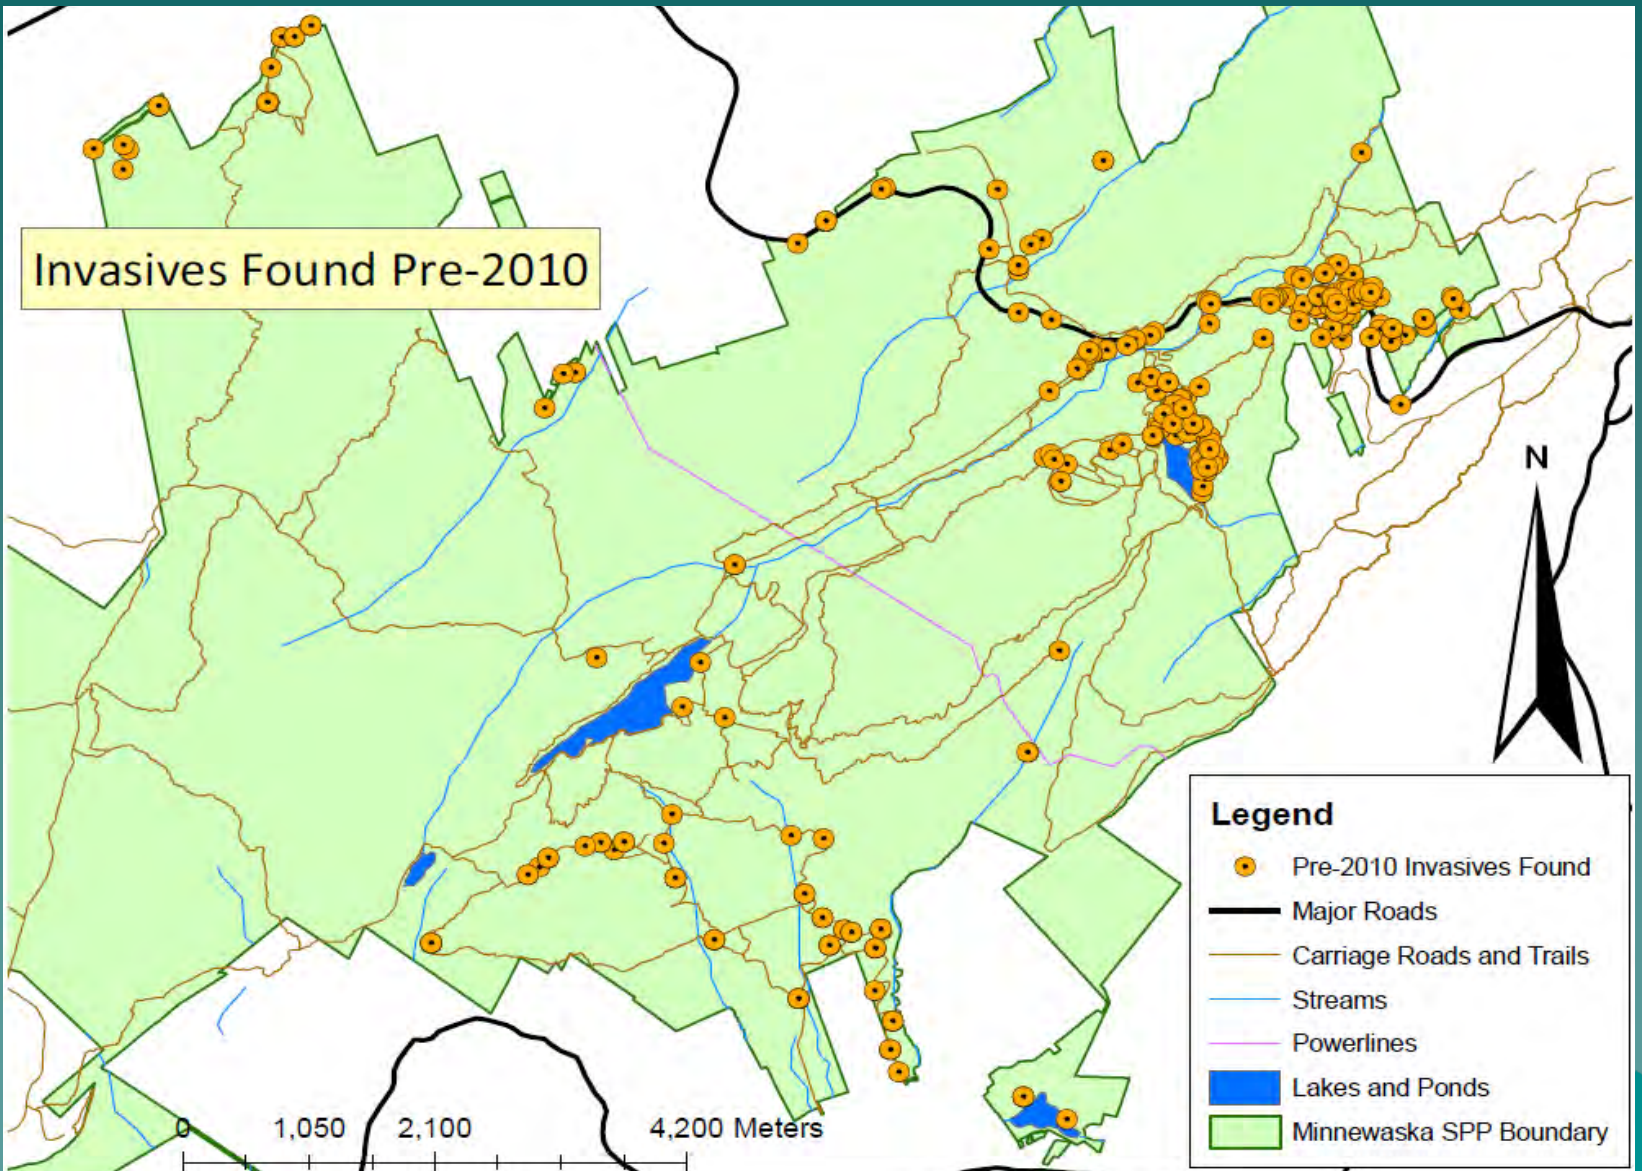 Invasives Found Pre-2010
N
Legend
Pre-2010 Invasives Found
Major Roads
Carriage Roads and Trails
Streams
Powerlines
Lakes and Ponds
Minnewaska SPP Boundary
0 1,050 2,100 4,200 Meters